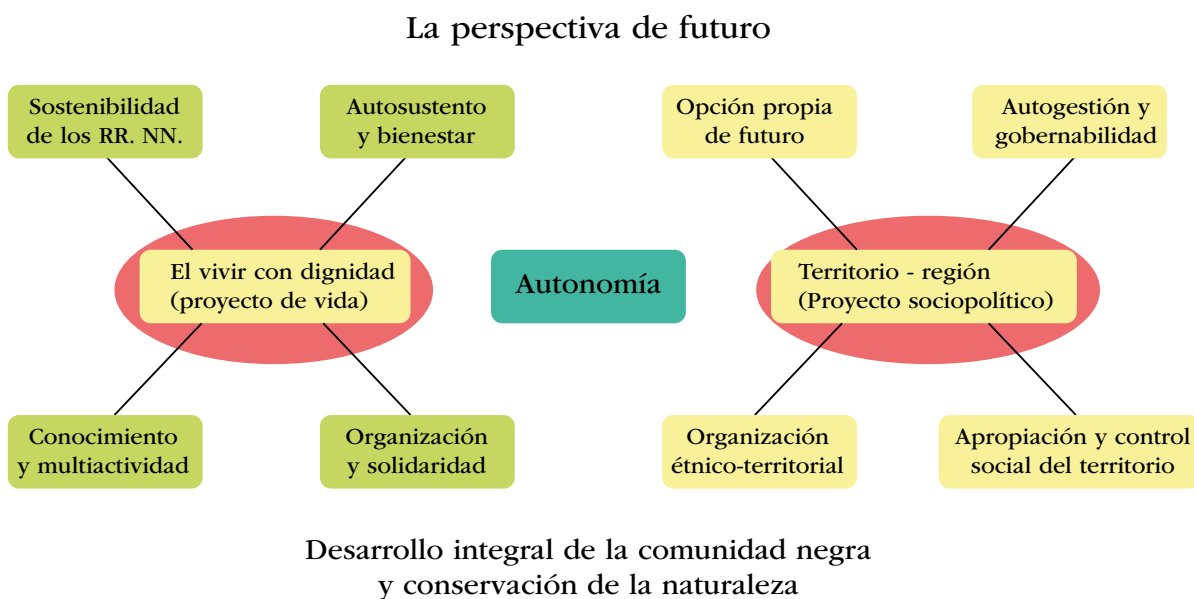 La perspectiva de futuro
Sostenibilidad
de los RR. NN.
Autosustento
y bienestar
Opción propia
de futuro
Autogestión y
gobernabilidad
El vivir con dignidad
(proyecto de vida)
Autonomía
Territorio - región
(Proyecto sociopolítico)
Conocimiento
y multiactividad
Organización
y solidaridad
Organización
étnico-territorial
Apropiación y control
social del territorio
Desarrollo integral de la comunidad negra
y conservación de la naturaleza